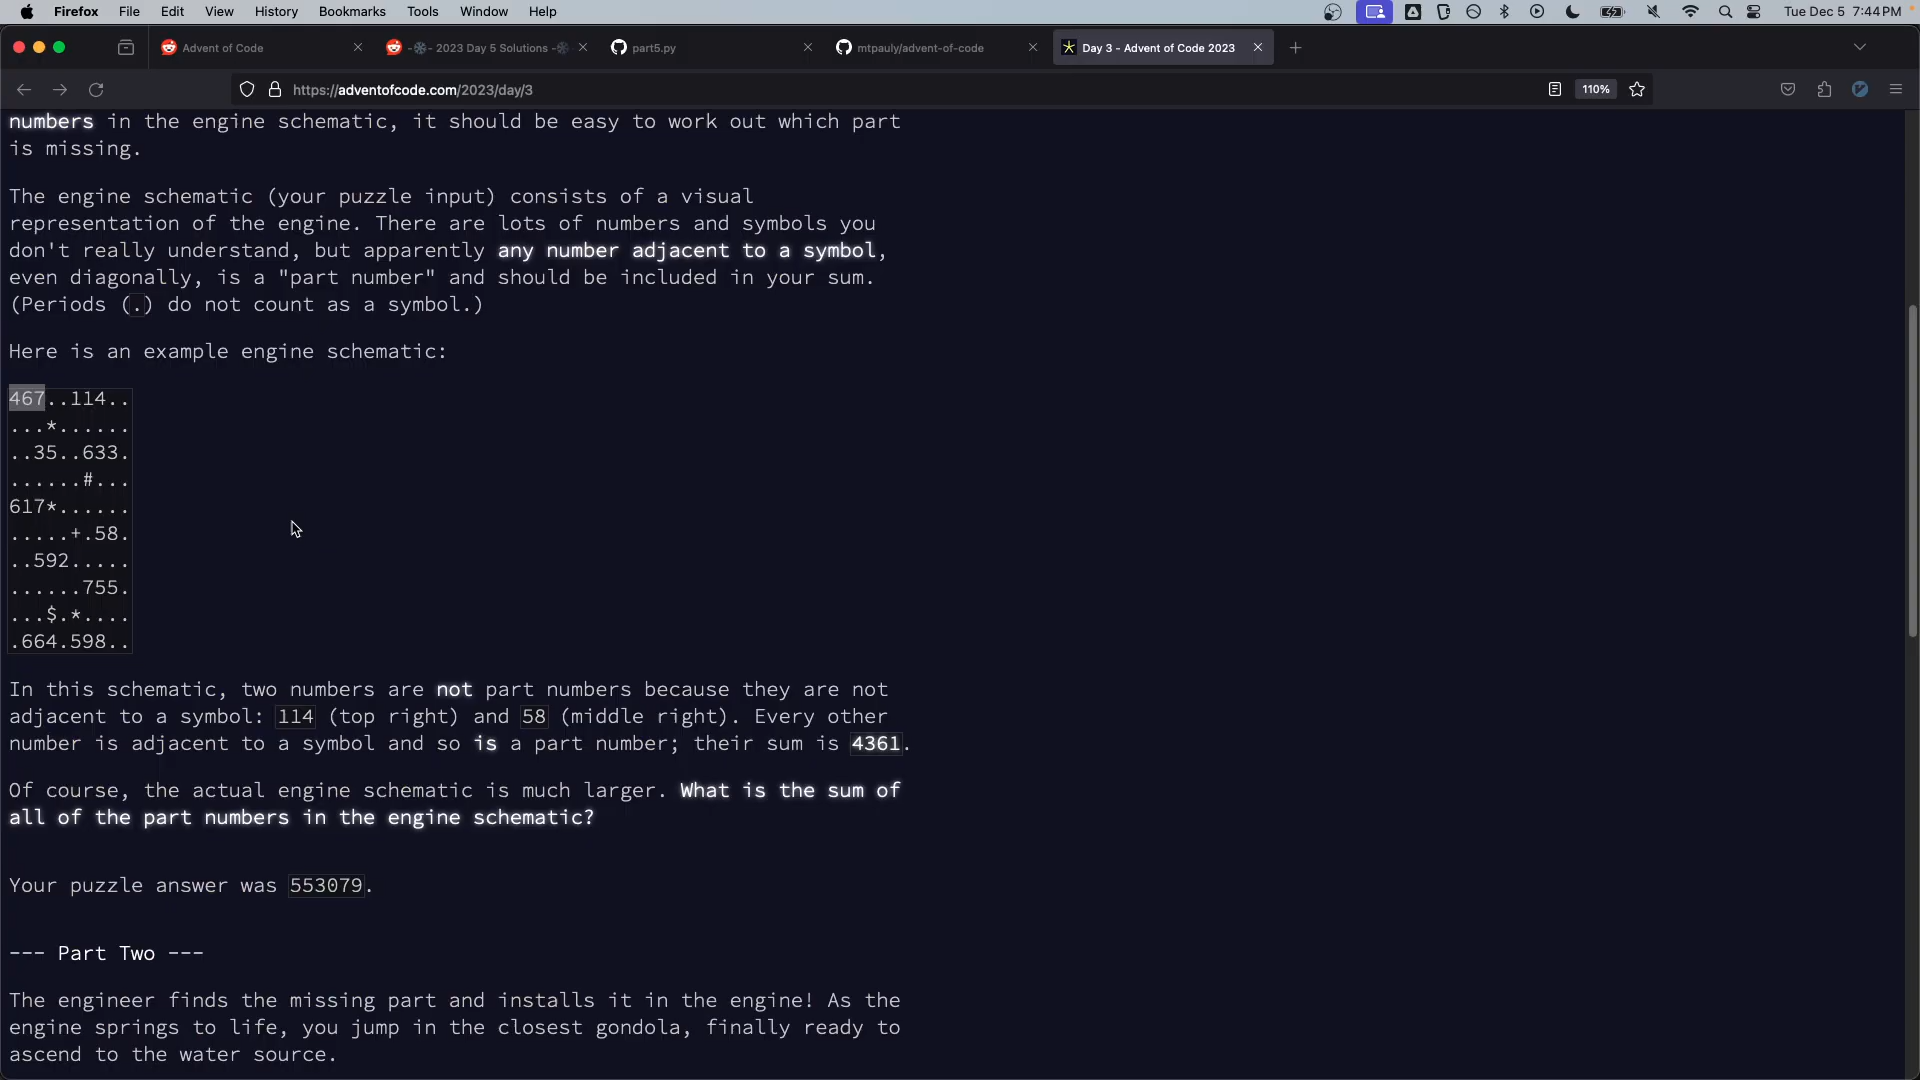 Firefox File Edit View History Bookmarks Tools Window Help Tue Dec 5 7:44 PM
Advent of Code -❄️- 2023 Day 5 Solutions -❄️ part5.py mtpauly/advent-of-code Day 3 - Advent of Code 2023
https://adventofcode.com/2023/day/3 110%
numbers in the engine schematic, it should be easy to work out which part
is missing.
The engine schematic (your puzzle input) consists of a visual
representation of the engine. There are lots of numbers and symbols you
don't really understand, but apparently any number adjacent to a symbol,
even diagonally, is a "part number" and should be included in your sum.
(Periods (.) do not count as a symbol.)
Here is an example engine schematic:
467..114..
...*......
..35..633.
......#...
617*......
.....+.58.
..592.....
......755.
...$.*....
.664.598..
In this schematic, two numbers are not part numbers because they are not
adjacent to a symbol: 114 (top right) and 58 (middle right). Every other
number is adjacent to a symbol and so is a part number; their sum is 4361.
Of course, the actual engine schematic is much larger. What is the sum of
all of the part numbers in the engine schematic?
Your puzzle answer was 553079.
--- Part Two ---
The engineer finds the missing part and installs it in the engine! As the
engine springs to life, you jump in the closest gondola, finally ready to
ascend to the water source.